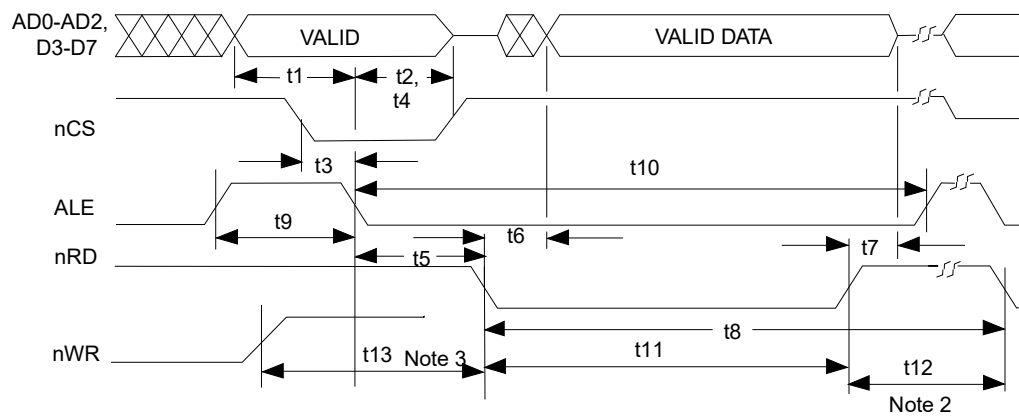 AD0-AD2,
D3-D7
VALID
VALID DATA
t1
t2,
t4
nCS
t3
t10
ALE
t9
t6
t7
nRD
t5
t8
nWR
t13
Note 3
t11
t12
Note 2